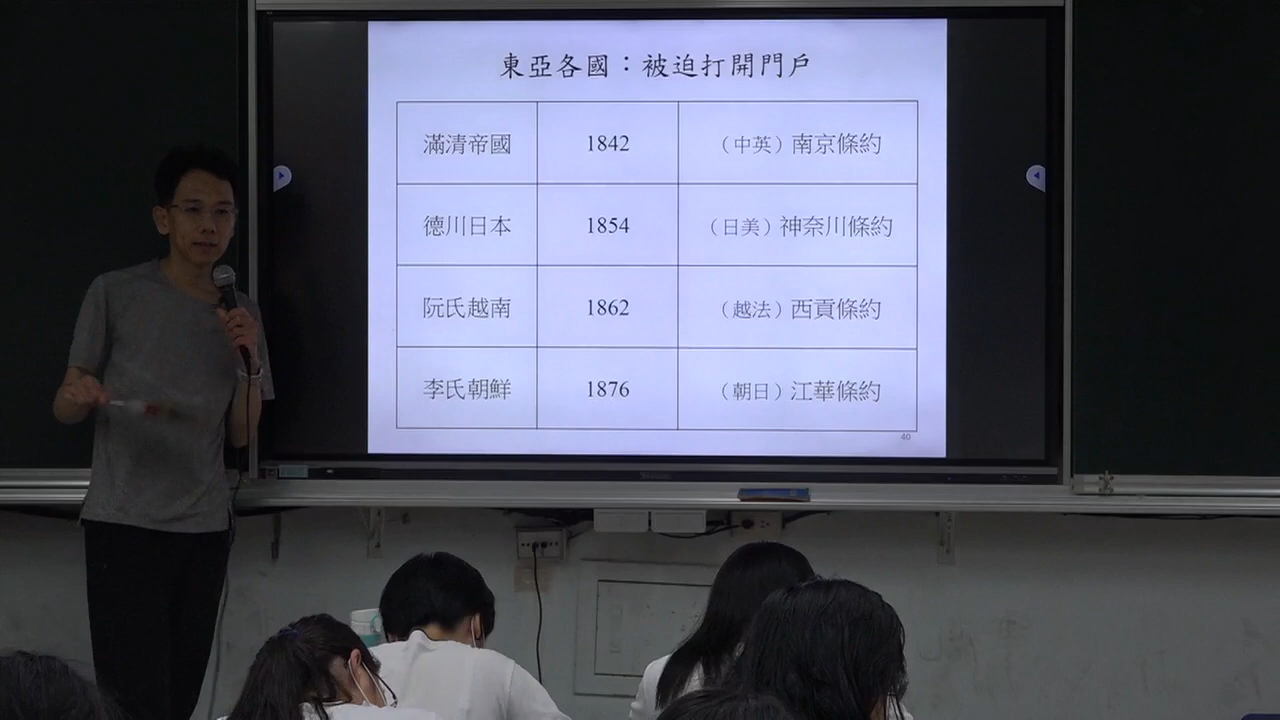 東亞各國：被迫打開門戶
滿清帝國 1842 （中英）南京條約
德川日本 1854 （日美）神奈川條約
阮氏越南 1862 （越法）西貢條約
李氏朝鮮 1876 （朝日）江華條約
40